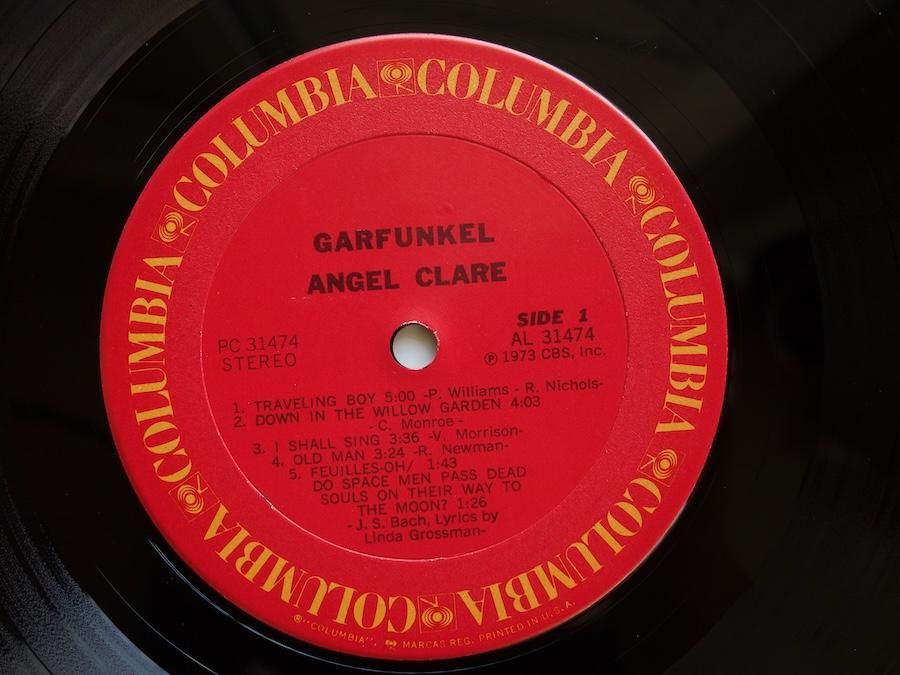 COLUMBIA COLUMBIA COLUMBIA COLUMBIA COLUMBIA COLUMBIA COLUMBIA
GARFUNKEL
ANGEL CLARE
PC 31474
STEREO
SIDE 1
AL 31474
℗ 1973 CBS, Inc.
1. TRAVELING BOY 5:00 -P. Williams - R. Nichols-
2. DOWN IN THE WILLOW GARDEN 4:03
- C. Monroe -
3. I SHALL SING 3:36 -V. Morrison-
4. OLD MAN 3:24 -R. Newman-
5. FEUILLES-OH/ 1:43
DO SPACE MEN PASS DEAD
SOULS ON THEIR WAY TO
THE MOON? 1:26
- J. S. Bach, Lyrics by
Linda Grossman-
®"COLUMBIA", MARCAS REG. PRINTED IN U.S.A.